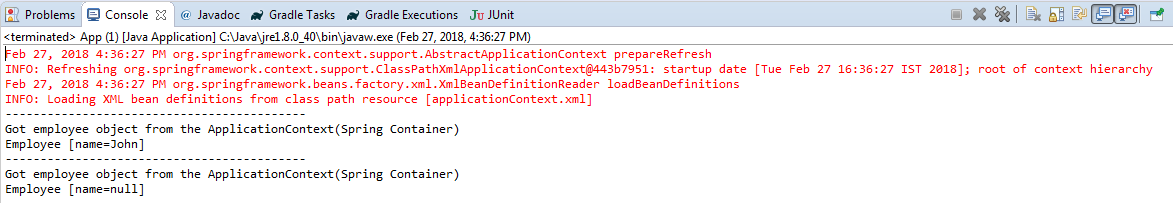 Problems Console Javadoc Gradle Tasks Gradle Executions JUnit
<terminated> App (1) [Java Application] C:\Java\jre1.8.0_40\bin\javaw.exe (Feb 27, 2018, 4:36:27 PM)
Feb 27, 2018 4:36:27 PM org.springframework.context.support.AbstractApplicationContext prepareRefresh
INFO: Refreshing org.springframework.context.support.ClassPathXmlApplicationContext@443b7951: startup date [Tue Feb 27 16:36:27 IST 2018]; root of context hierarchy
Feb 27, 2018 4:36:27 PM org.springframework.beans.factory.xml.XmlBeanDefinitionReader loadBeanDefinitions
INFO: Loading XML bean definitions from class path resource [applicationContext.xml]
-----------------------------------------
Got employee object from the ApplicationContext(Spring Container)
Employee [name=John]
-----------------------------------------
Got employee object from the ApplicationContext(Spring Container)
Employee [name=null]